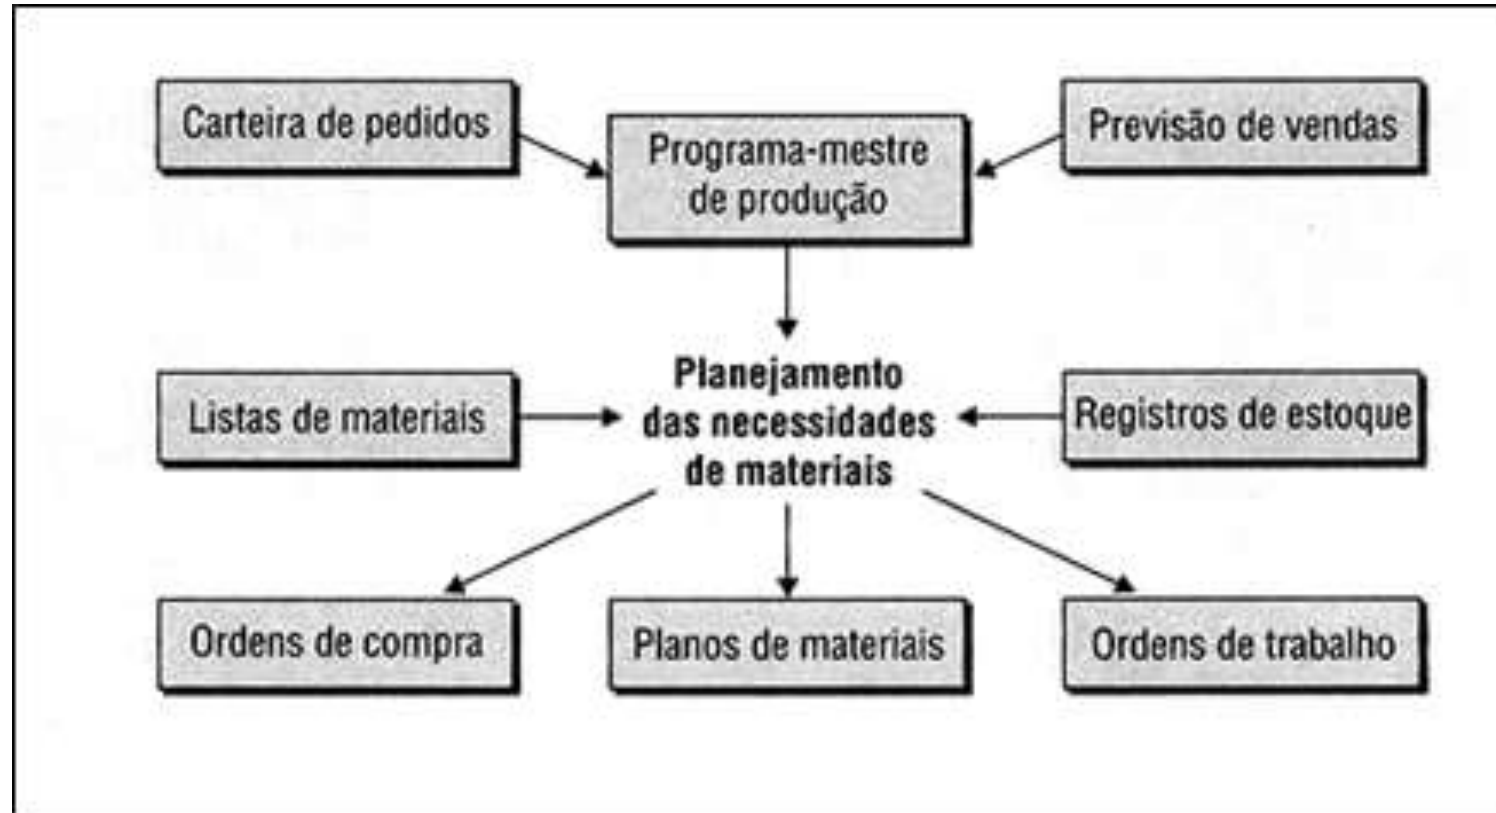 Carteira de pedidos
Programa-mestre
de produção
Previsão de vendas
Listas de materiais
Planejamento
das necessidades
de materiais
Registros de estoque
Ordens de compra
Planos de materiais
Ordens de trabalho